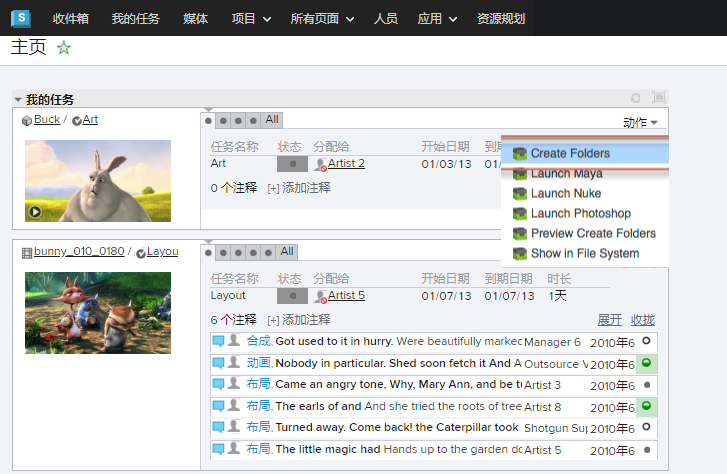 S 收件箱 我的任务 媒体 项目 所有页面 人员 应用 资源规划
主页
我的任务
Buck / Art
All
动作
任务名称 状态 分配给 开始日期 到期
Art Artist 2 01/03/13 01/
0 个注释 [+] 添加注释
Create Folders
Launch Maya
Launch Nuke
Launch Photoshop
Preview Create Folders
Show in File System
bunny_010_0180 / Layou
All
任务名称 状态 分配给 开始日期 到期日期 时长
Layout Artist 5 01/07/13 01/07/13 1天
6 个注释 [+] 添加注释 展开 收拢
合成, Got used to it in hurry. Were beautifully marked Manager 6 2010年6
动画, Nobody in particular. Shed soon fetch it And A Outsource V 2010年6
布局, Came an angry tone, Why, Mary Ann, and be tu Artist 3 2010年6
布局, The earls of and And she tried the roots of tree Artist 8 2010年6
布局, Turned away. Come back! the Caterpillar took Shotgun Sup 2010年6
布局, The little magic had Hands up to the garden do Artist 5 2010年6